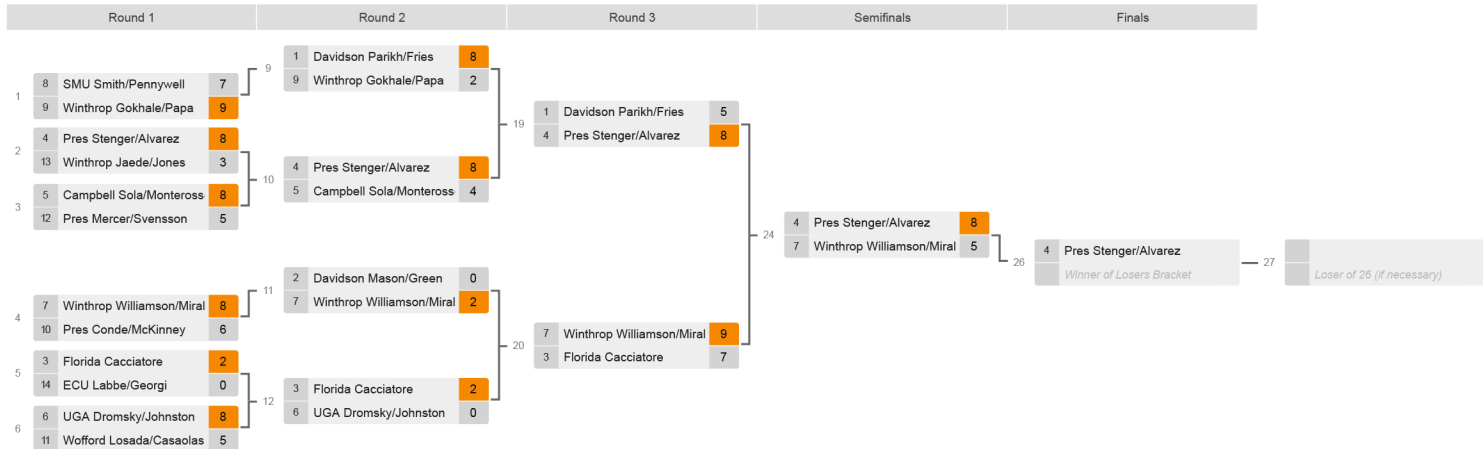 Round 1
Round 2
Round 3
Semifinals
Finals
1
8 SMU Smith/Pennywell 7
9 Winthrop Gokhale/Papa 9
2
4 Pres Stenger/Alvarez 8
13 Winthrop Jaede/Jones 3
3
5 Campbell Sola/Monteross 8
12 Pres Mercer/Svensson 5
4
7 Winthrop Williamson/Miral 8
10 Pres Conde/McKinney 6
5
3 Florida Cacciatore 2
14 ECU Labbe/Georgi 0
6
6 UGA Dromsky/Johnston 8
11 Wofford Losada/Casaolas 5
9
1 Davidson Parikh/Fries 8
9 Winthrop Gokhale/Papa 2
10
4 Pres Stenger/Alvarez 8
5 Campbell Sola/Monteross 4
11
2 Davidson Mason/Green 0
7 Winthrop Williamson/Miral 2
12
3 Florida Cacciatore 2
6 UGA Dromsky/Johnston 0
19
1 Davidson Parikh/Fries 5
4 Pres Stenger/Alvarez 8
20
7 Winthrop Williamson/Miral 9
3 Florida Cacciatore 7
24
4 Pres Stenger/Alvarez 8
7 Winthrop Williamson/Miral 5
26
4 Pres Stenger/Alvarez
Winner of Losers Bracket
27
Loser of 26 (if necessary)